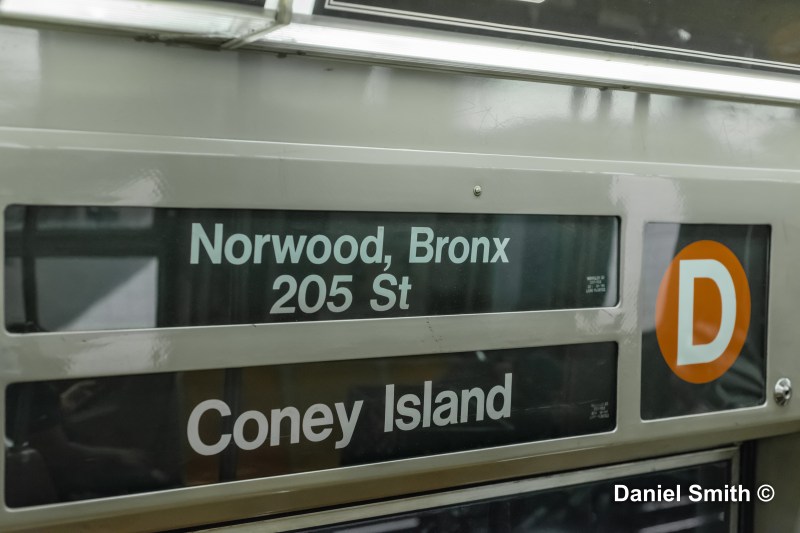 Norwood, Bronx
205 St
D
Coney Island
Daniel Smith ©